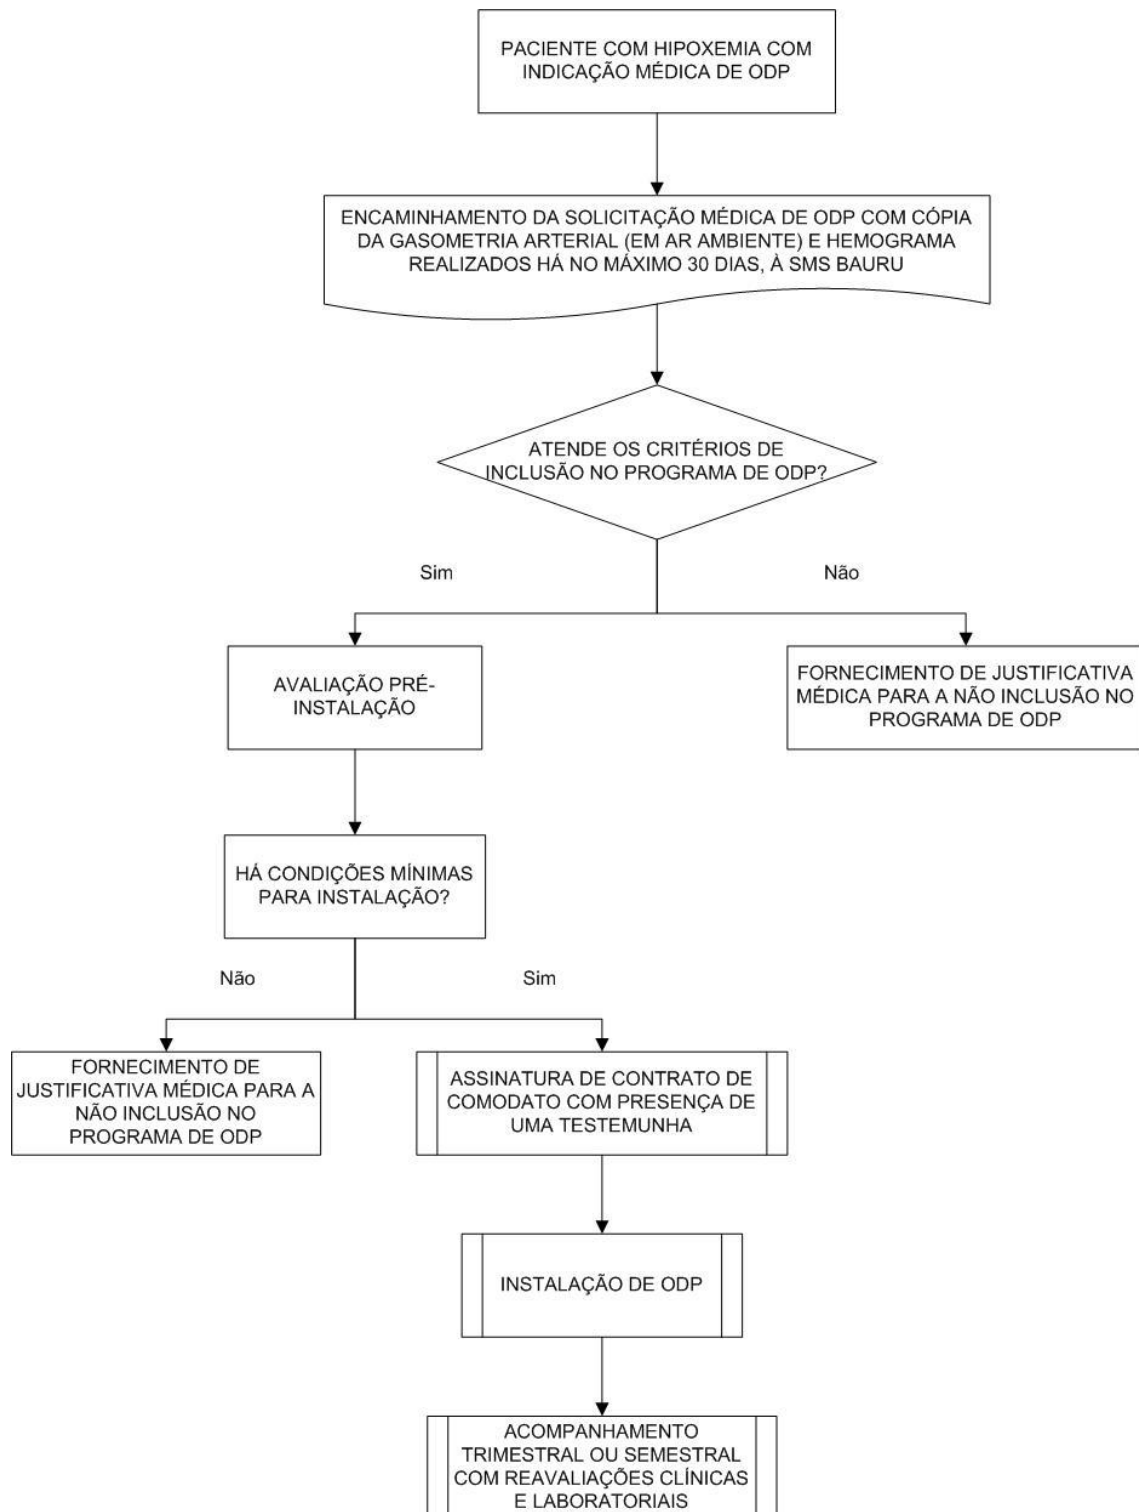 PACIENTE COM HIPOXEMIA COM
INDICAÇÃO MÉDICA DE ODP
ENCAMINHAMENTO DA SOLICITAÇÃO MÉDICA DE ODP COM CÓPIA
DA GASOMETRIA ARTERIAL (EM AR AMBIENTE) E HEMOGRAMA
REALIZADOS HÁ NO MÁXIMO 30 DIAS, À SMS BAURU
ATENDE OS CRITÉRIOS DE
INCLUSÃO NO PROGRAMA DE ODP?
Sim
Não
AVALIAÇÃO PRÉ-
INSTALAÇÃO
FORNECIMENTO DE JUSTIFICATIVA
MÉDICA PARA A NÃO INCLUSÃO NO
PROGRAMA DE ODP
HÁ CONDIÇÕES MÍNIMAS
PARA INSTALAÇÃO?
Não
Sim
FORNECIMENTO DE
JUSTIFICATIVA MÉDICA PARA A
NÃO INCLUSÃO NO
PROGRAMA DE ODP
ASSINATURA DE CONTRATO DE
COMODATO COM PRESENÇA DE
UMA TESTEMUNHA
INSTALAÇÃO DE ODP
ACOMPANHAMENTO
TRIMESTRAL OU SEMESTRAL
COM REAVALIAÇÕES CLÍNICAS
E LABORATORIAIS